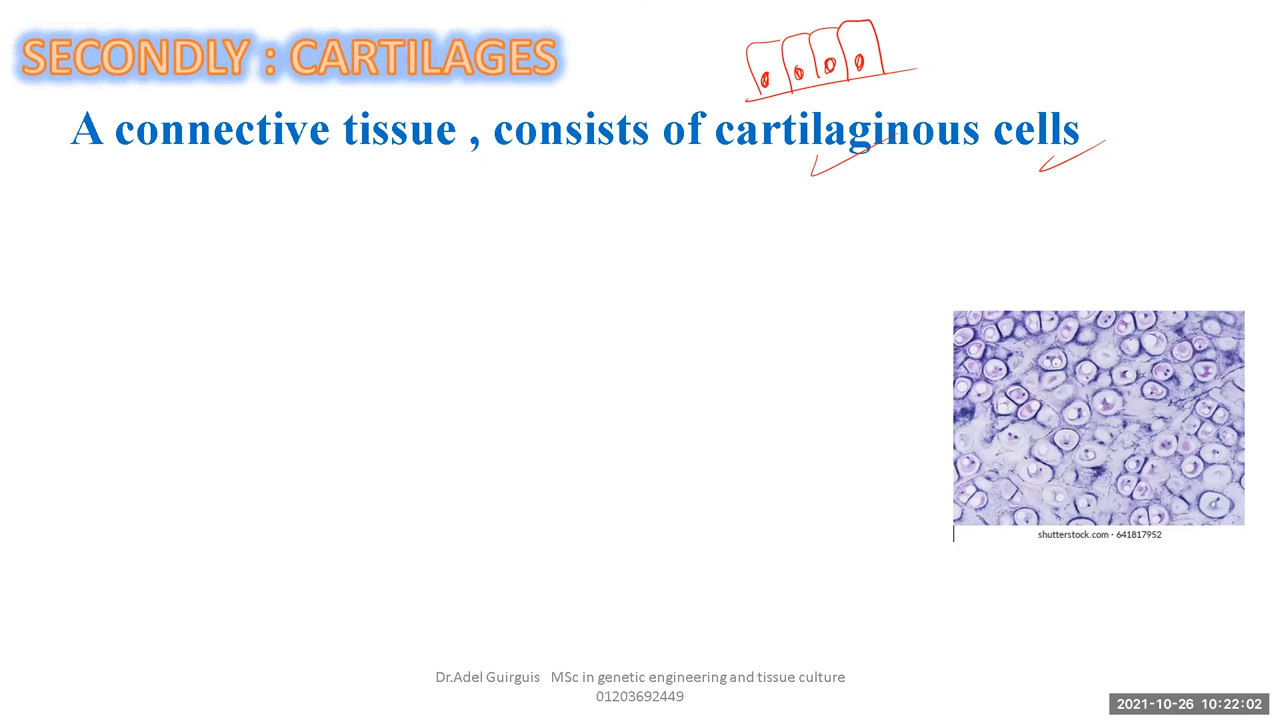 SECONDLY : CARTILAGES
A connective tissue , consists of cartilaginous cells
shutterstock.com · 641817952
Dr.Adel Guirguis MSc in genetic engineering and tissue culture
01203692449
2021-10-26 10:22:02